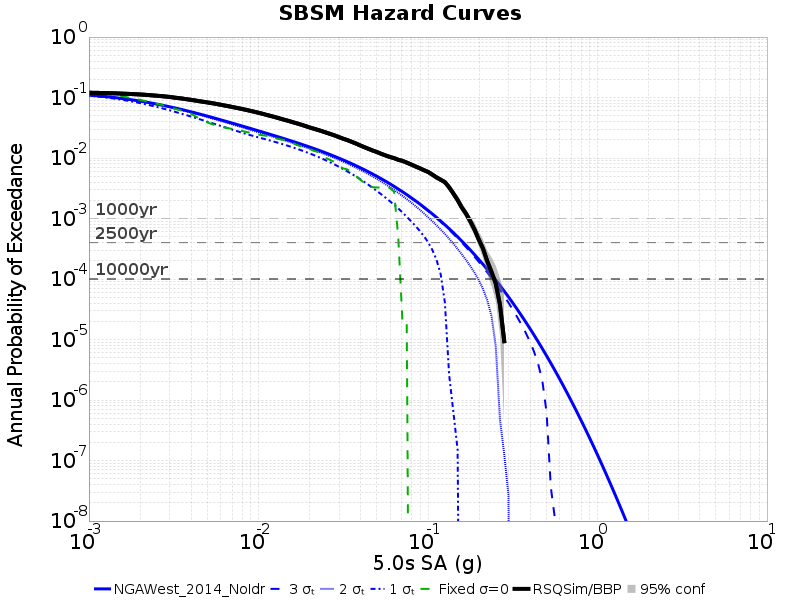 SBSM Hazard Curves
Annual Probability of Exceedance
10^0
10^-1
10^-2
10^-3
10^-4
10^-5
10^-6
10^-7
10^-8
1000yr
2500yr
10000yr
10^-3 10^-2 10^-1 10^0 10^1
5.0s SA (g)
NGAWest_2014_NoIdr 3 σₜ 2 σₜ 1 σₜ Fixed σ=0 RSQSim/BBP 95% conf